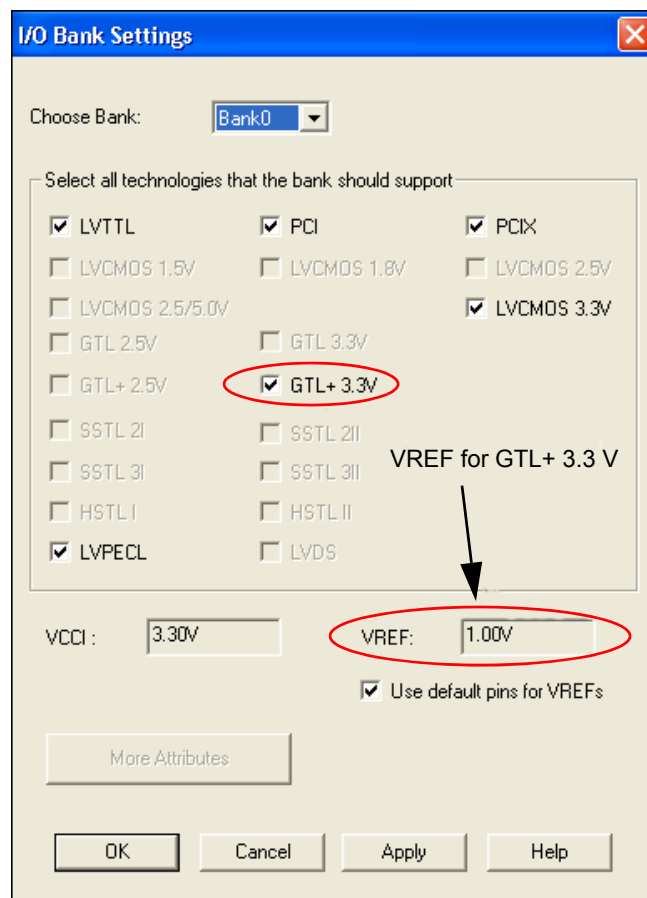 I/O Bank Settings
Choose Bank: Bank0
Select all technologies that the bank should support
LVTTL PCI PCIX
LVCMOS 1.5V LVCMOS 1.8V LVCMOS 2.5V
LVCMOS 2.5/5.0V LVCMOS 3.3V
GTL 2.5V GTL 3.3V
GTL+ 2.5V GTL+ 3.3V
SSTL 2I SSTL 2II
VREF for GTL+ 3.3 V
SSTL 3I SSTL 3II
HSTL I HSTL II
LVPECL LVDS
VCCI : 3.30V VREF: 1.00V
Use default pins for VREFs
More Attributes
OK Cancel Apply Help